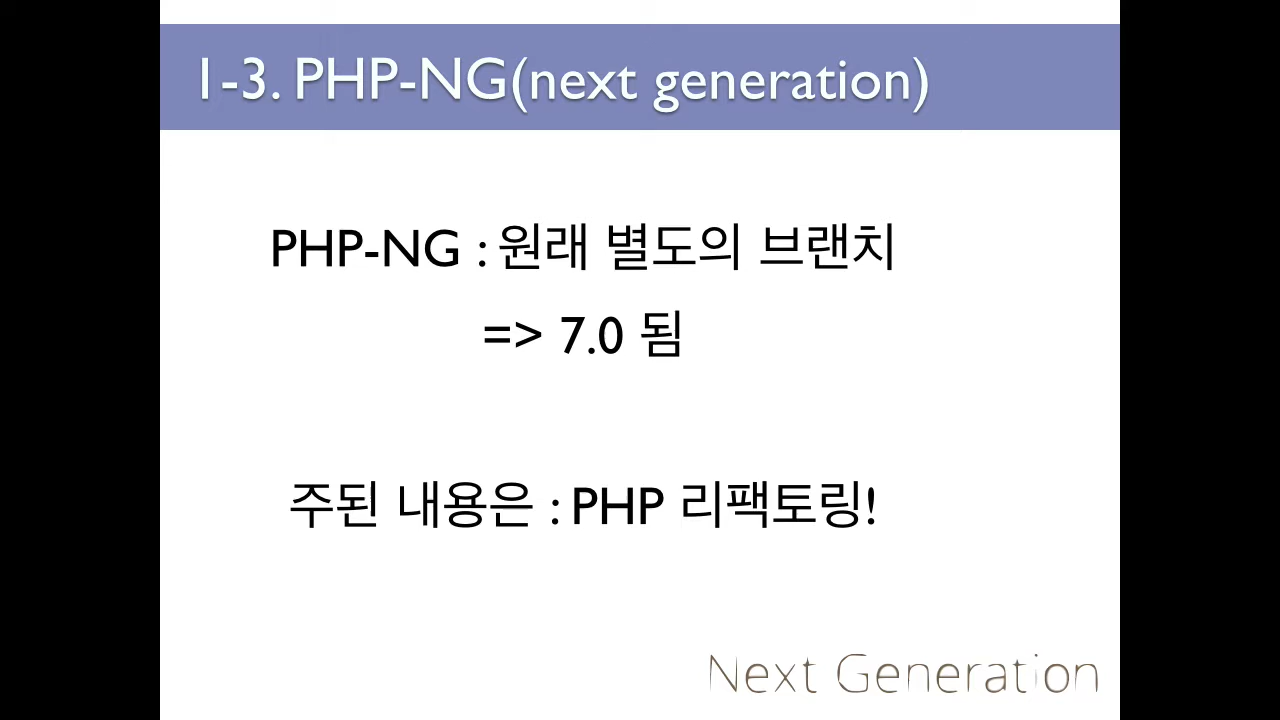 1-3. PHP-NG(next generation)
PHP-NG : 원래 별도의 브랜치
=> 7.0 됨
주된 내용은 : PHP 리팩토링!
Next Generation